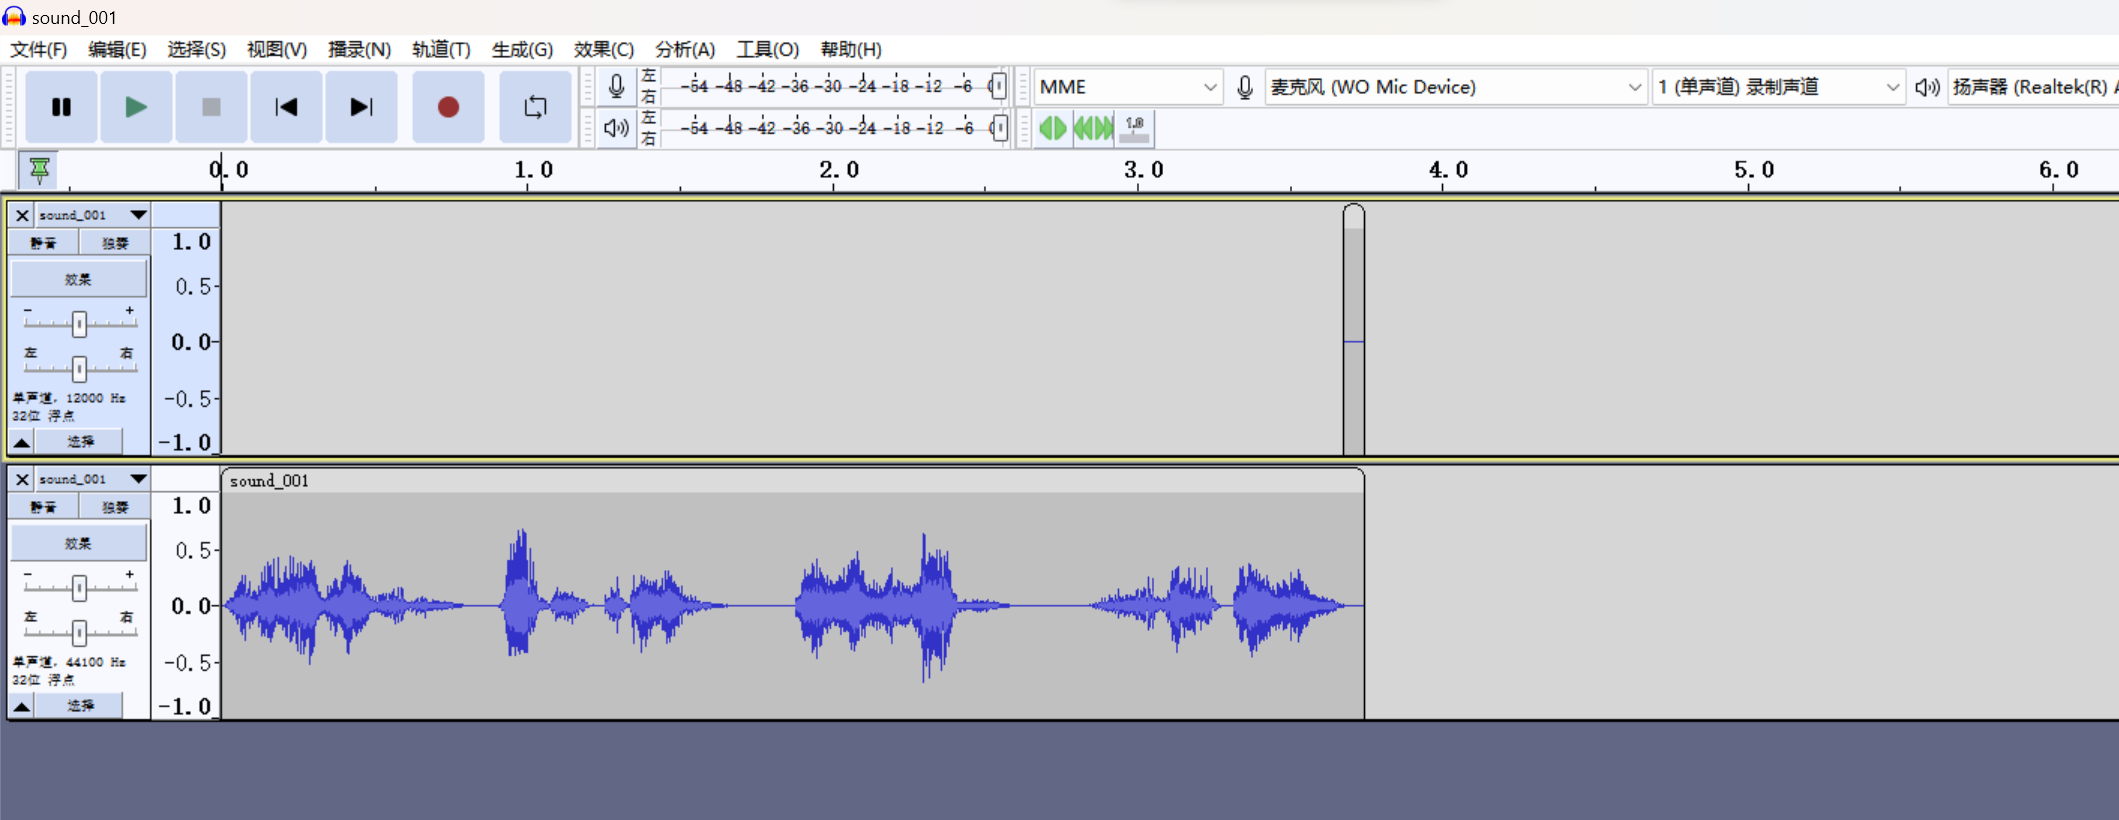 sound_001
文件(F) 编辑(E) 选择(S) 视图(V) 播录(N) 轨道(T) 生成(G) 效果(C) 分析(A) 工具(O) 帮助(H)
左 -54 -48 -42 -36 -30 -24 -18 -12 -6 0 MME 麦克风 (WO Mic Device) 1 (单声道) 录制声道 扬声器 (Realtek(R) A
右
左 -54 -48 -42 -36 -30 -24 -18 -12 -6 0 1.0
右
0.0 1.0 2.0 3.0 4.0 5.0 6.0
sound_001
静音 独奏 1.0
效果 0.5
- +
左 右 0.0
单声道, 12000 Hz -0.5
32位 浮点
选择 -1.0
sound_001 sound_001
静音 独奏 1.0
效果 0.5
- +
左 右 0.0
单声道, 44100 Hz -0.5
32位 浮点
选择 -1.0